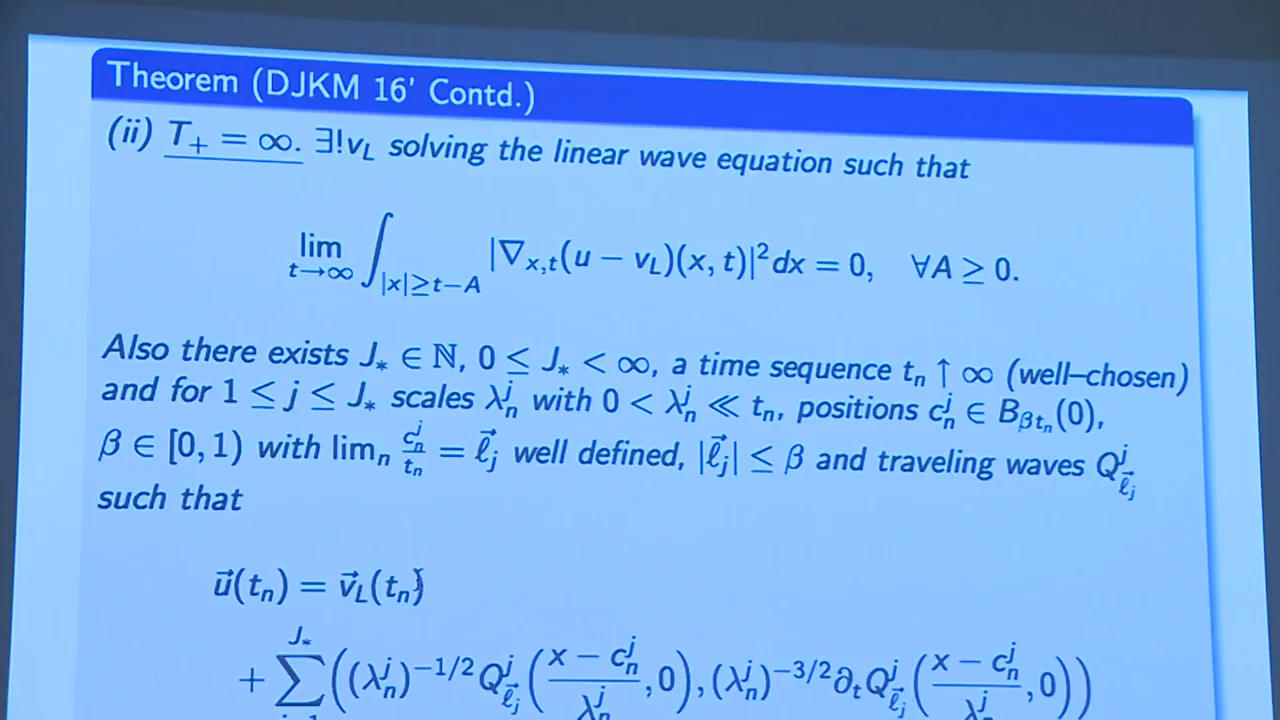 Theorem (DJKM 16' Contd.)
(ii) T₊ = ∞. ∃!v_L solving the linear wave equation such that
lim_{t→∞} ∫_{|x|≥t−A} |∇_{x,t}(u − v_L)(x, t)|²dx = 0, ∀A ≥ 0.
Also there exists J_* ∈ ℕ, 0 ≤ J_* < ∞, a time sequence t_n ↑ ∞ (well–chosen)
and for 1 ≤ j ≤ J_* scales λ_n^j with 0 < λ_n^j ≪ t_n, positions c_n^j ∈ B_{βt_n}(0),
β ∈ [0, 1) with lim_n c_n^j/t_n = ℓ⃗_j well defined, |ℓ⃗_j| ≤ β and traveling waves Q^j_{ℓ⃗_j}
such that
u⃗(t_n) = v⃗_L(t_n)
+ ∑_{j=1}^{J_*} ((λ_n^j)^{−1/2} Q^j_{ℓ⃗_j}((x − c_n^j)/λ_n^j, 0), (λ_n^j)^{−3/2} ∂_t Q^j_{ℓ⃗_j}((x − c_n^j)/λ_n^j, 0))